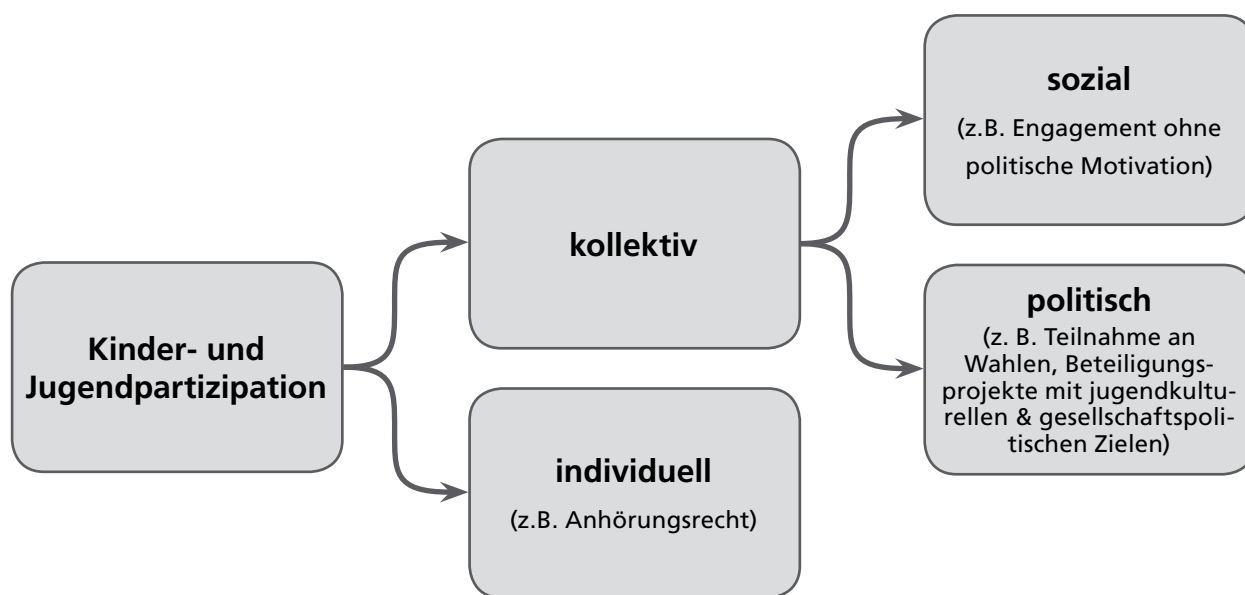 Kinder- und
Jugendpartizipation
kollektiv
individuell
(z.B. Anhörungsrecht)
sozial
(z.B. Engagement ohne
politische Motivation)
politisch
(z. B. Teilnahme an
Wahlen, Beteiligungs-
projekte mit jugendkultu-
rellen & gesellschaftspoli-
tischen Zielen)